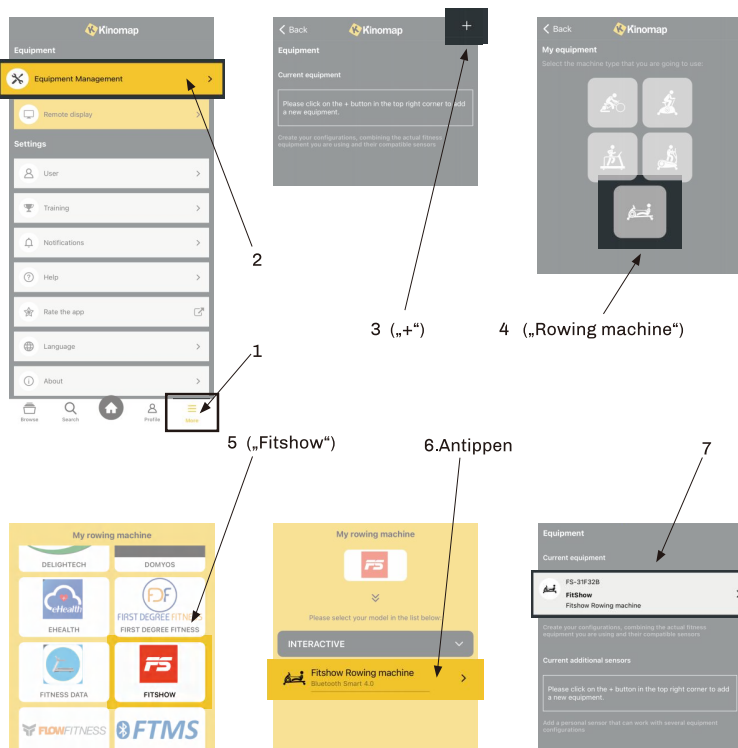 Kinomap
Equipment
Equipment Management
Remote display
Settings
User
Training
Notifications
Help
Rate the app
Language
About
Browse
Search
Profile
More
2
1
Back
Kinomap
+
Equipment
Current equipment
Please click on the + button in the top right corner to add
a new equipment.
Create your configurations, combining the actual fitness
equipment you are using and their compatible sensors
3 („+“)
Back
Kinomap
My equipment
Select the machine type that you are going to use:
4 („Rowing machine“)
5 („Fitshow“)
My rowing machine
DELIGHTECH
DOMYOS
eHealth
EHEALTH
FDF
FIRST DEGREE FITNESS
FIRST DEGREE FITNESS
FITNESS DATA
FS
FITSHOW
FLOWFITNESS
FTMS
6.Antippen
My rowing machine
FS
Please select your model in the list below:
INTERACTIVE
Fitshow Rowing machine
Bluetooth Smart 4.0
7
Equipment
Current equipment
FS-31F32B
FitShow
Fitshow Rowing machine
Create your configurations, combining the actual fitness
equipment you are using and their compatible sensors
Current additional sensors
Please click on the + button in the top right corner to add
a new equipment.
Add a personal sensor that can work with several equipment
configurations